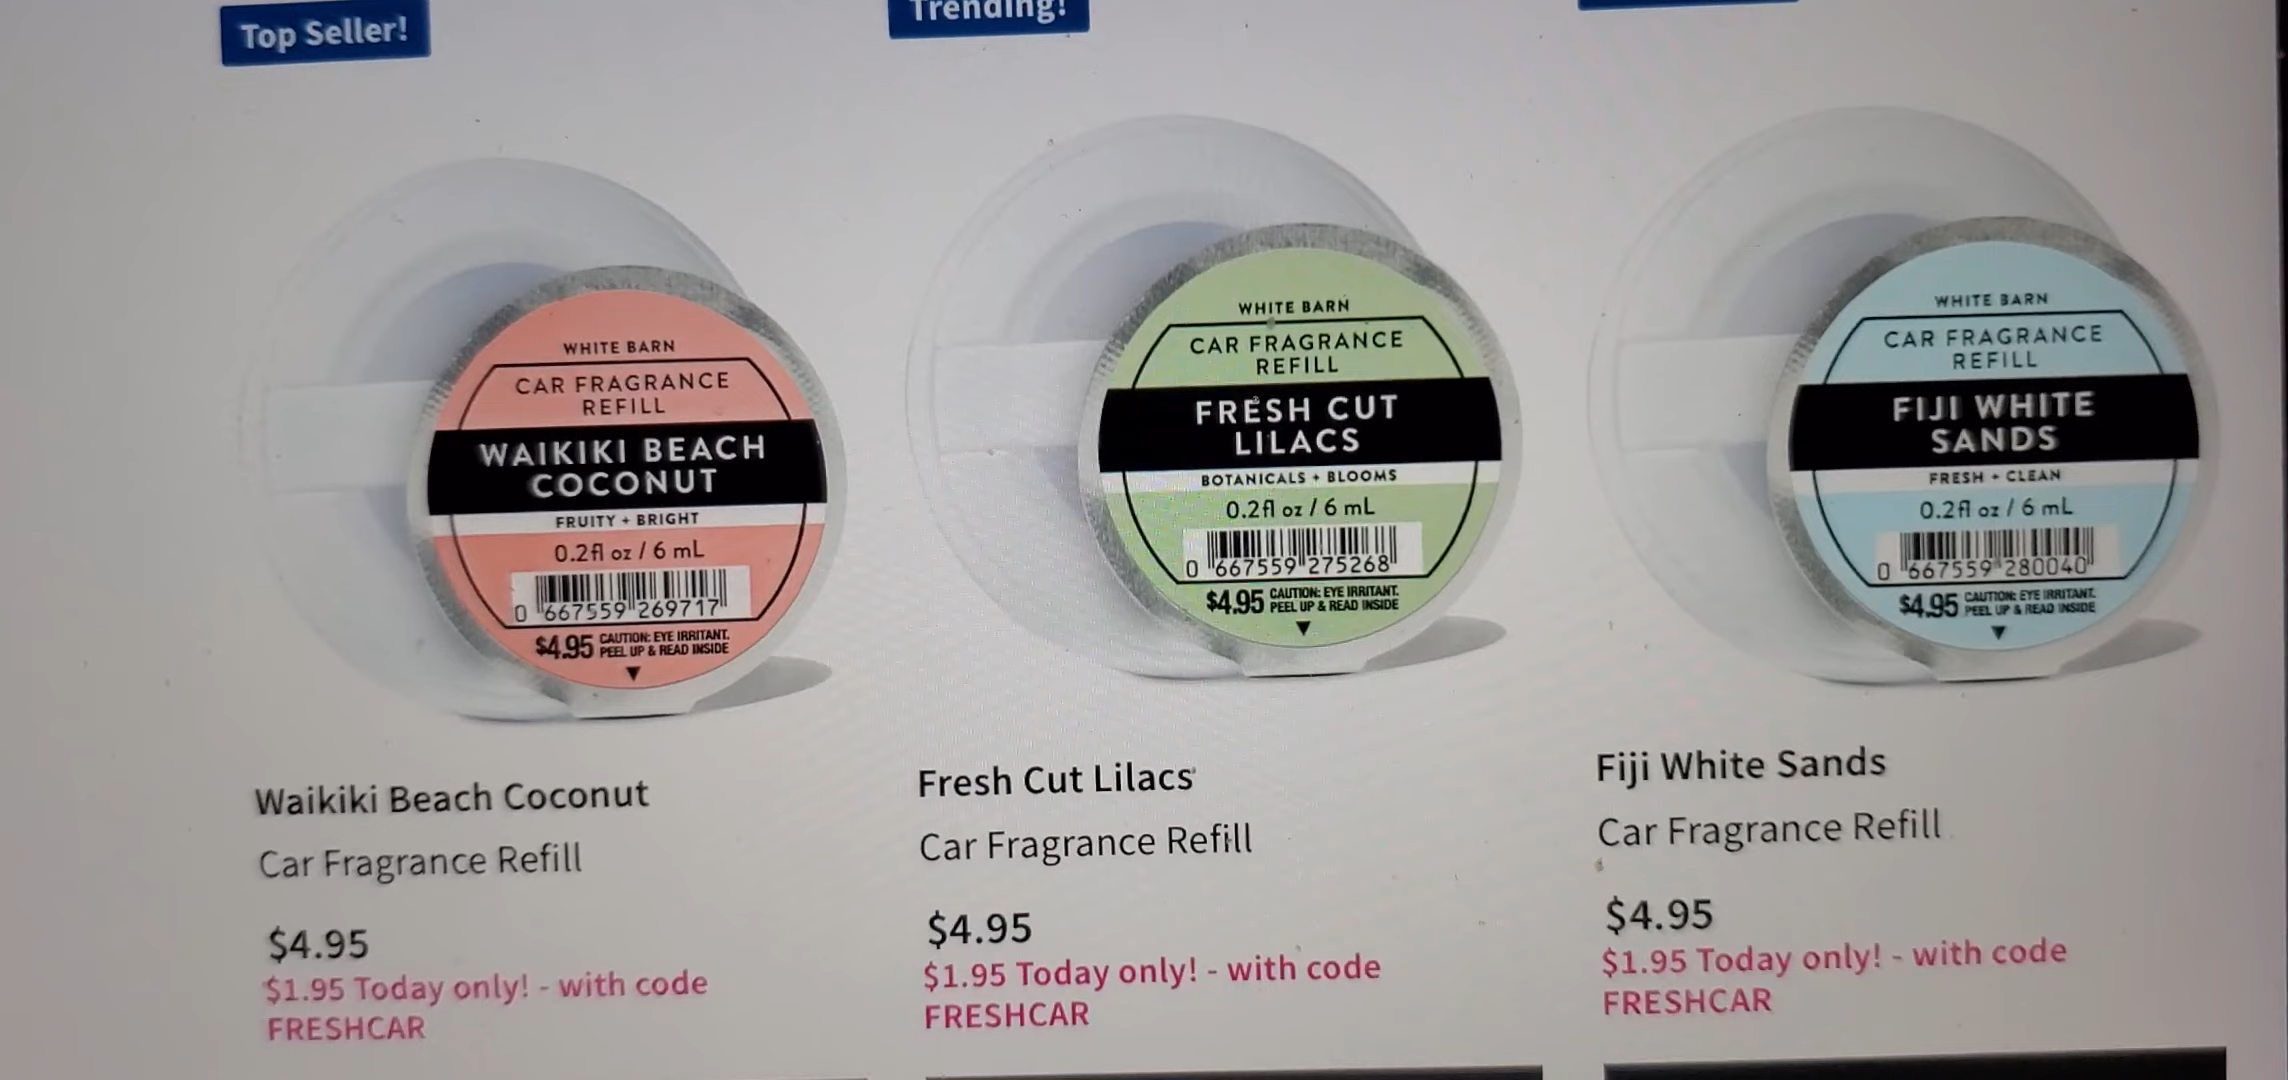 Top Seller!
Trending!
WHITE BARN
CAR FRAGRANCE
REFILL
WAIKIKI BEACH
COCONUT
FRUITY + BRIGHT
0.2fl oz / 6 mL
0 667559 269717
$4.95 CAUTION: EYE IRRITANT.
PEEL UP & READ INSIDE
WHITE BARN
CAR FRAGRANCE
REFILL
FRESH CUT
LILACS
BOTANICALS + BLOOMS
0.2fl oz / 6 mL
0 667559 275268
$4.95 CAUTION: EYE IRRITANT.
PEEL UP & READ INSIDE
WHITE BARN
CAR FRAGRANCE
REFILL
FIJI WHITE
SANDS
FRESH + CLEAN
0.2fl oz / 6 mL
0 667559 280040
$4.95 CAUTION: EYE IRRITANT.
PEEL UP & READ INSIDE
Waikiki Beach Coconut
Car Fragrance Refill
$4.95
$1.95 Today only! - with code
FRESHCAR
Fresh Cut Lilacs
Car Fragrance Refill
$4.95
$1.95 Today only! - with code
FRESHCAR
Fiji White Sands
Car Fragrance Refill
$4.95
$1.95 Today only! - with code
FRESHCAR